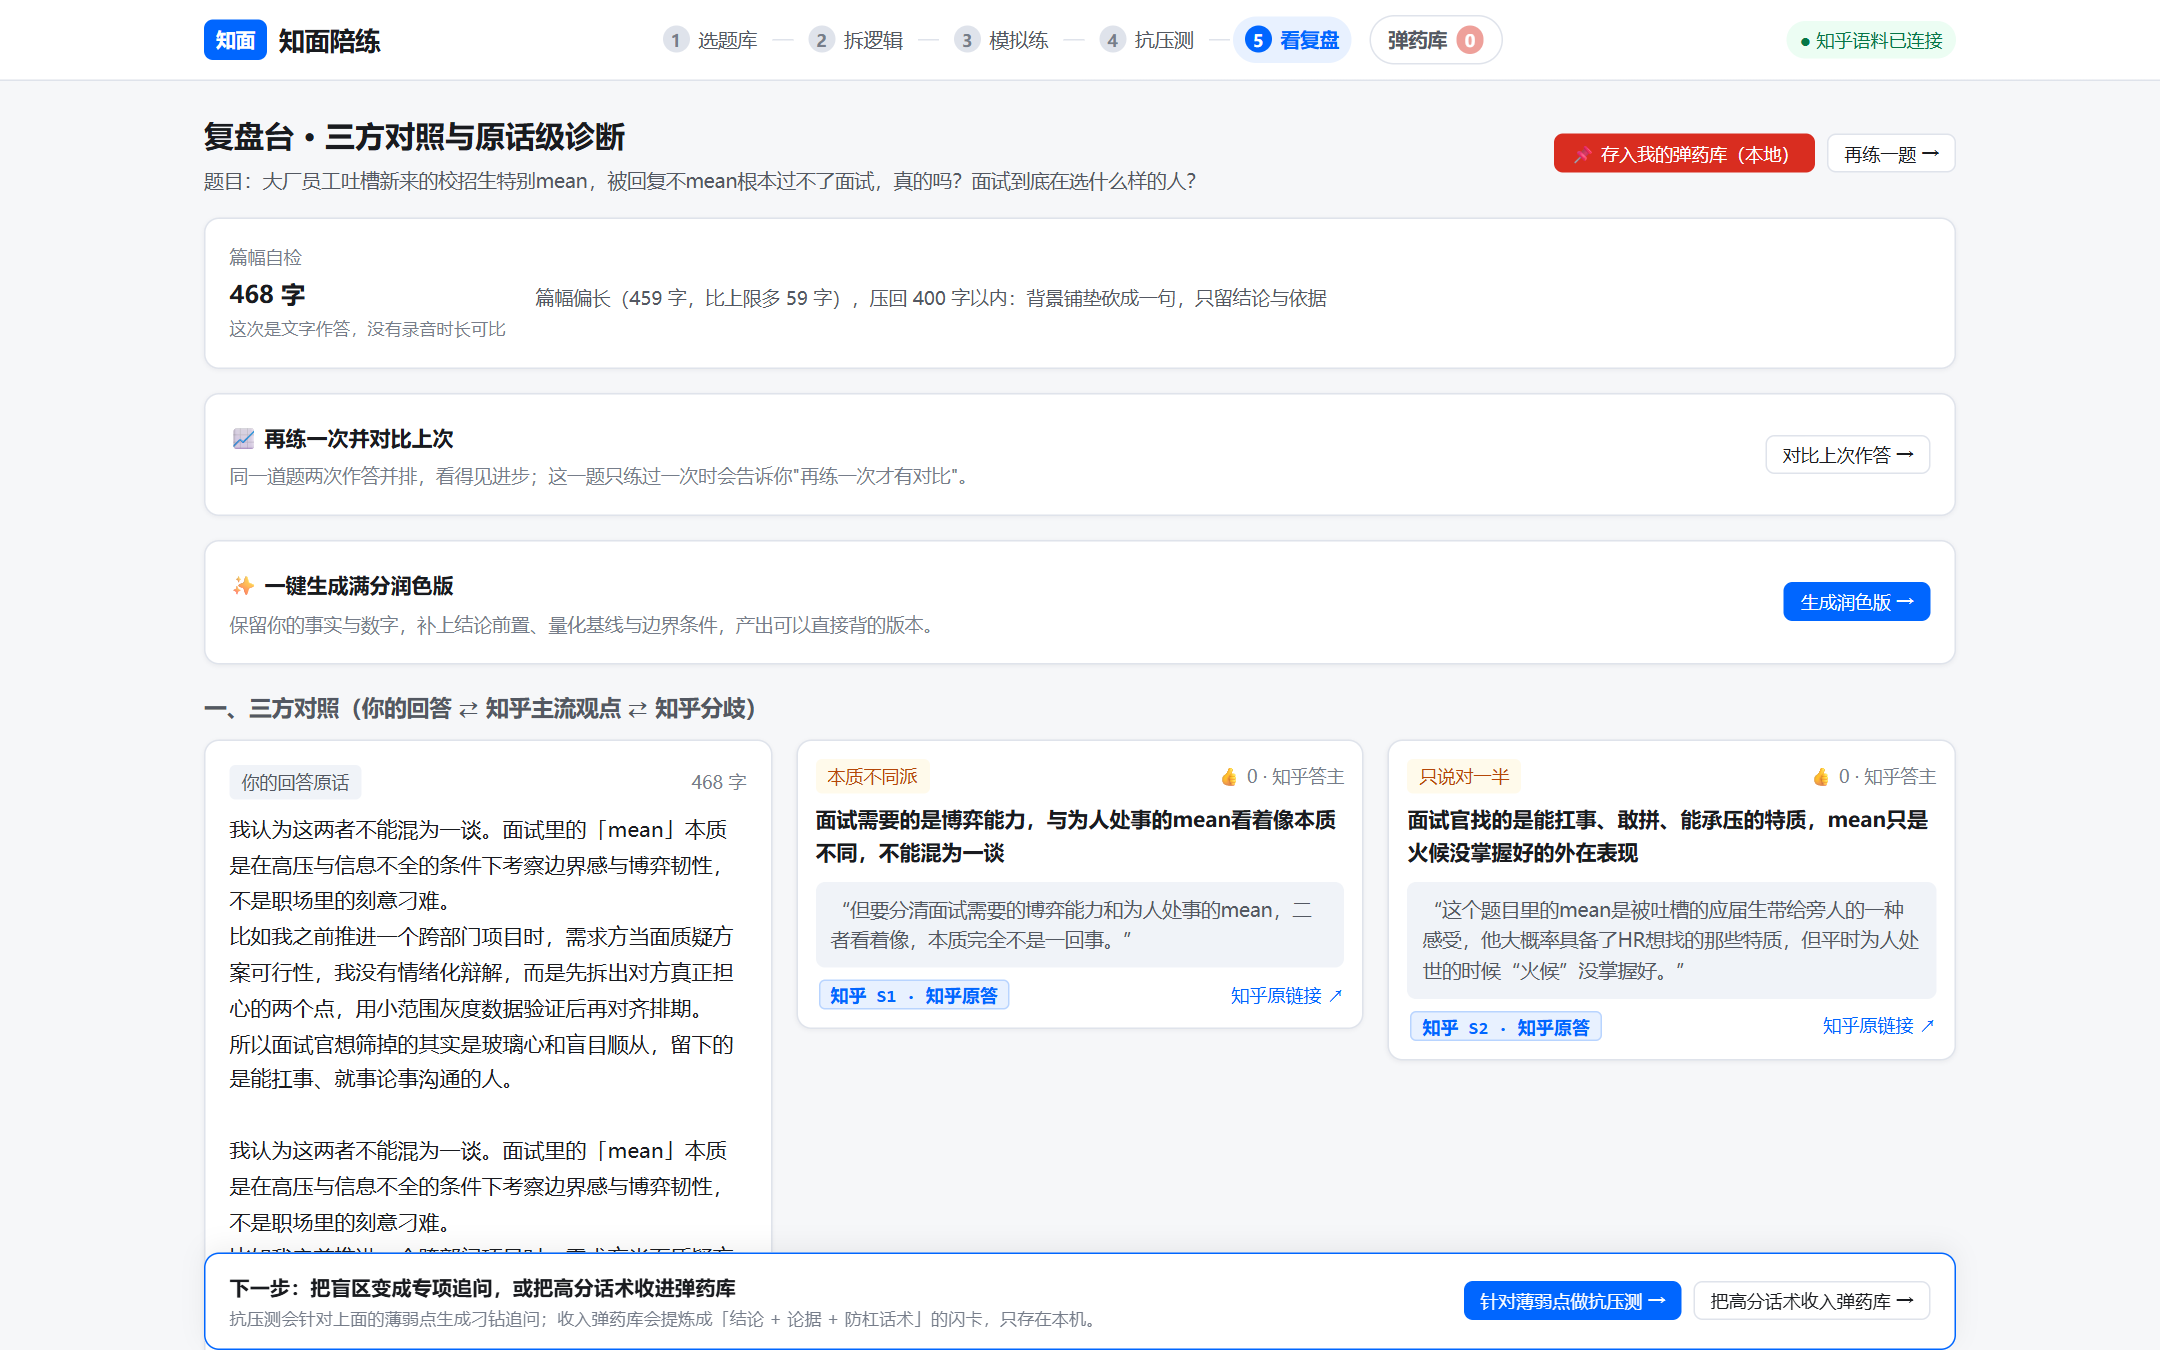 知面 知面陪练
1 选题库 2 拆逻辑 3 模拟练 4 抗压测 5 看复盘 弹药库 0
● 知乎语料已连接
复盘台 · 三方对照与原话级诊断
题目：大厂员工吐槽新来的校招生特别mean，被回复不mean根本过不了面试，真的吗？面试到底在选什么样的人？
📌 存入我的弹药库（本地）
再练一题 →
篇幅自检
468 字
这次是文字作答，没有录音时长可比
篇幅偏长（459 字，比上限多 59 字），压回 400 字以内：背景铺垫砍成一句，只留结论与依据
📈 再练一次并对比上次
同一道题两次作答并排，看得见进步；这一题只练过一次时会告诉你"再练一次才有对比"。
对比上次作答 →
✨ 一键生成满分润色版
保留你的事实与数字，补上结论前置、量化基线与边界条件，产出可以直接背的版本。
生成润色版 →
一、三方对照（你的回答 ⇄ 知乎主流观点 ⇄ 知乎分歧）
你的回答原话 468 字
我认为这两者不能混为一谈。面试里的「mean」本质
是在高压与信息不全的条件下考察边界感与博弈韧性，
不是职场里的刻意刁难。
比如我之前推进一个跨部门项目时，需求方当面质疑方
案可行性，我没有情绪化辩解，而是先拆出对方真正担
心的两个点，用小范围灰度数据验证后再对齐排期。
所以面试官想筛掉的其实是玻璃心和盲目顺从，留下的
是能扛事、就事论事沟通的人。
我认为这两者不能混为一谈。面试里的「mean」本质
是在高压与信息不全的条件下考察边界感与博弈韧性，
不是职场里的刻意刁难。
比如我之前推进一个跨部门项目时，需求方当面质疑方
本质不同派 👍 0 · 知乎答主
面试需要的是博弈能力，与为人处事的mean看着像本质
不同，不能混为一谈
“但要分清面试需要的博弈能力和为人处事的mean，二
者看着像，本质完全不是一回事。”
知乎 S1 · 知乎原答 知乎原链接 ↗
只说对一半 👍 0 · 知乎答主
面试官找的是能扛事、敢拼、能承压的特质，mean只是
火候没掌握好的外在表现
“这个题目里的mean是被吐槽的应届生带给旁人的一种
感受，他大概率具备了HR想找的那些特质，但平时为人处
世的时候“火候”没掌握好。”
知乎 S2 · 知乎原答 知乎原链接 ↗
下一步：把盲区变成专项追问，或把高分话术收进弹药库
抗压测会针对上面的薄弱点生成刁钻追问；收入弹药库会提炼成「结论 + 论据 + 防杠话术」的闪卡，只存在本机。
针对薄弱点做抗压测 →
把高分话术收入弹药库 →